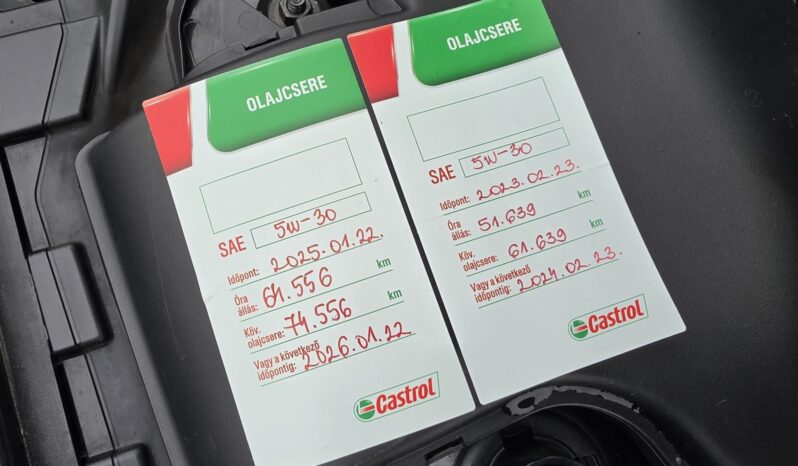 OLAJCSERE
SAE 5W-30
Időpont: 2025.01.22.
Óra
állás: 64.556 km
Köv.
olajcsere: 74.556 km
Vagy a következő
időpontig: 2026.01.22
Castrol
OLAJCSERE
SAE 5W-30
Időpont: 2023.02.23.
Óra
állás: 51.639 km
Köv.
olajcsere: 61.639 km
Vagy a következő
időpontig: 2024.02.23.
Castrol